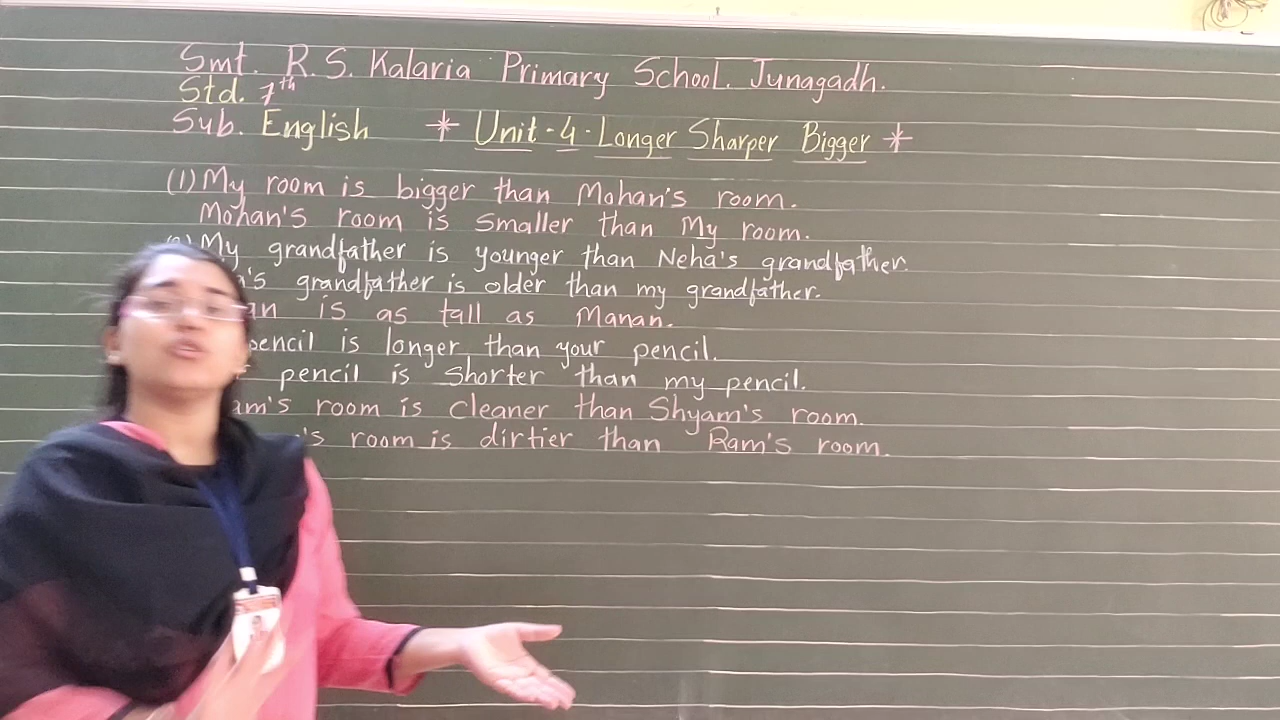 Smt. R.S. Kalaria Primary School. Junagadh.
Std. 7th
Sub. English * Unit-4-Longer Sharper Bigger *
(1) My room is bigger than Mohan's room.
Mohan's room is smaller than My room.
My grandfather is younger than Neha's grandfather.
grandfather is older than my grandfather.
is as tall as Manan.
pencil is longer than your pencil.
pencil is shorter than my pencil.
room is cleaner than Shyam's room.
room is dirtier than Ram's room.